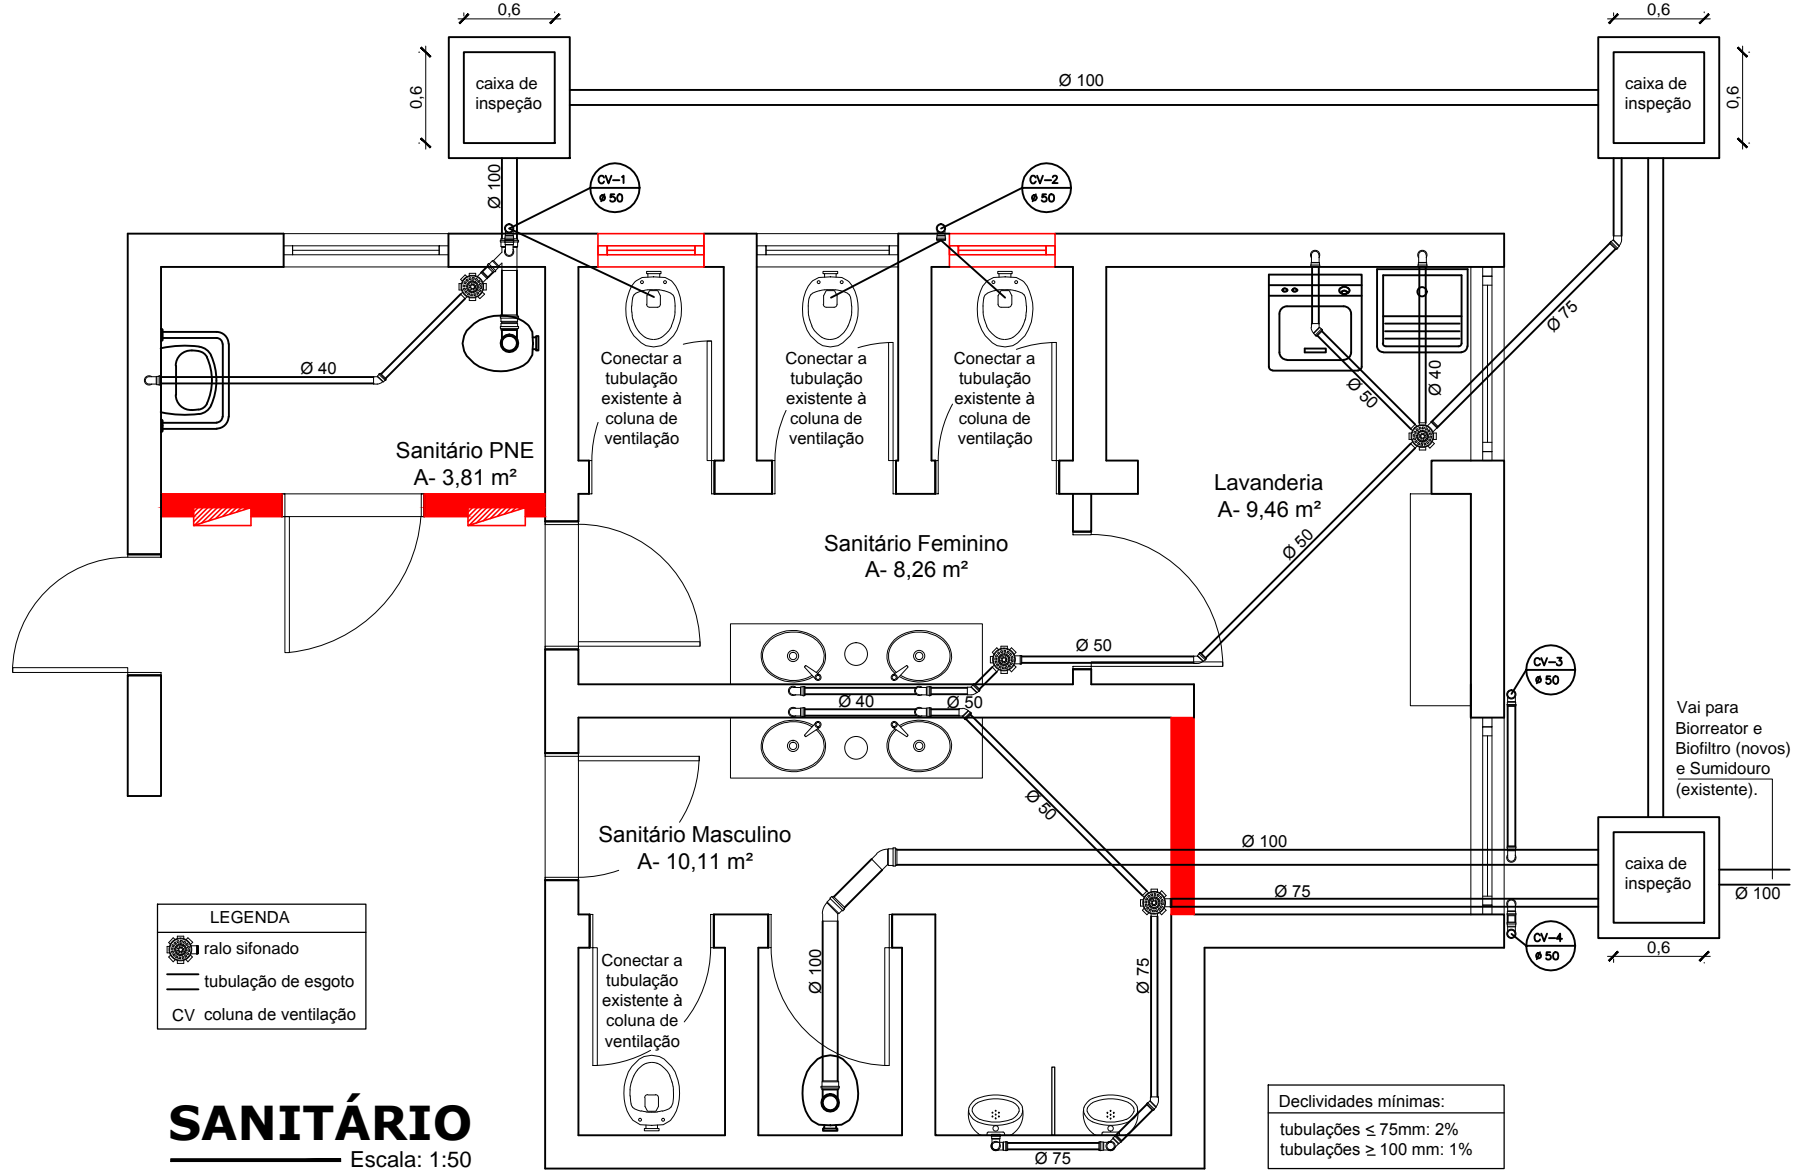 0,6
0,6
0,6
caixa de
inspeção
Ø 100
caixa de
inspeção
0,6
Ø 100
CV-1
ø 50
CV-2
ø 50
Conectar a
tubulação
existente à
coluna de
ventilação
Conectar a
tubulação
existente à
coluna de
ventilação
Conectar a
tubulação
existente à
coluna de
ventilação
Ø 75
Ø 40
Ø 50
Ø 40
Sanitário PNE
A- 3,81 m²
Lavanderia
A- 9,46 m²
Sanitário Feminino
A- 8,26 m²
Ø 50
Ø 50
CV-3
ø 50
Ø 40
Ø 50
Vai para
Biorreator e
Biofiltro (novos)
e Sumidouro
(existente).
Ø 50
Sanitário Masculino
A- 10,11 m²
Ø 100
caixa de
inspeção
Ø 75
Ø 100
LEGENDA
ralo sifonado
tubulação de esgoto
CV coluna de ventilação
CV-4
ø 50
0,6
Conectar a
tubulação
existente à
coluna de
ventilação
Ø 100
Ø 75
Declividades mínimas:
tubulações ≤ 75mm: 2%
tubulações ≥ 100 mm: 1%
SANITÁRIO
Escala: 1:50
Ø 75